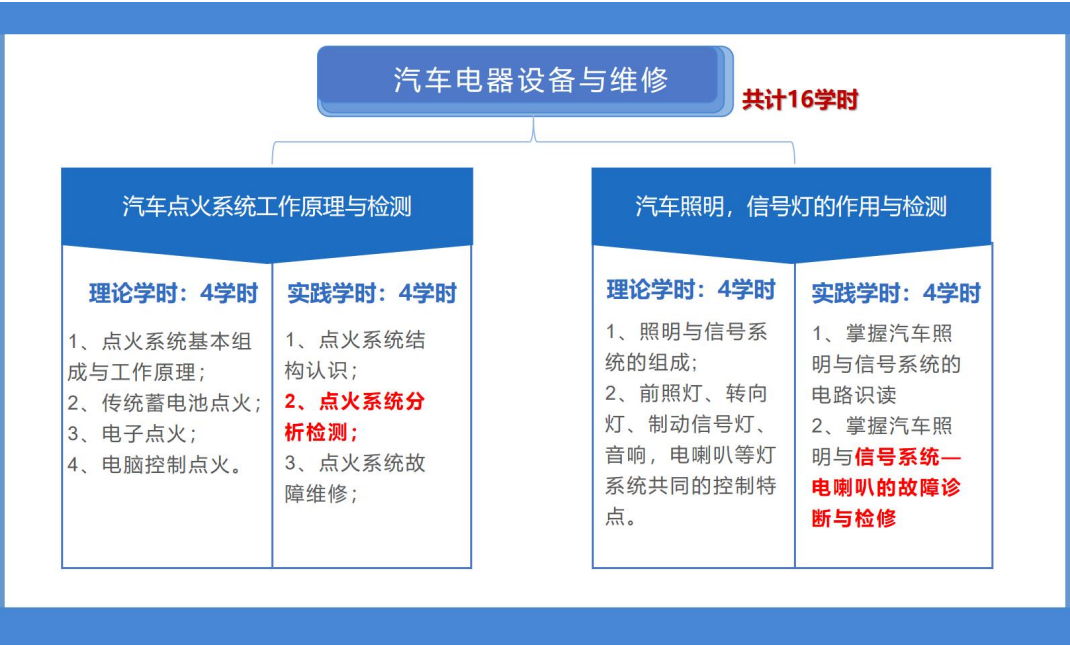 汽车电器设备与维修
共计16学时
汽车点火系统工作原理与检测
理论学时：4学时
1、点火系统基本组
成与工作原理；
2、传统蓄电池点火；
3、电子点火；
4、电脑控制点火。
实践学时：4学时
1、点火系统结
构认识；
2、点火系统分
析检测；
3、点火系统故
障维修；
汽车照明，信号灯的作用与检测
理论学时：4学时
1、照明与信号系
统的组成；
2、前照灯、转向
灯、制动信号灯、
音响，电喇叭等灯
系统共同的控制特
点。
实践学时：4学时
1、掌握汽车照
明与信号系统的
电路识读
2、掌握汽车照
明与信号系统—
电喇叭的故障诊
断与检修